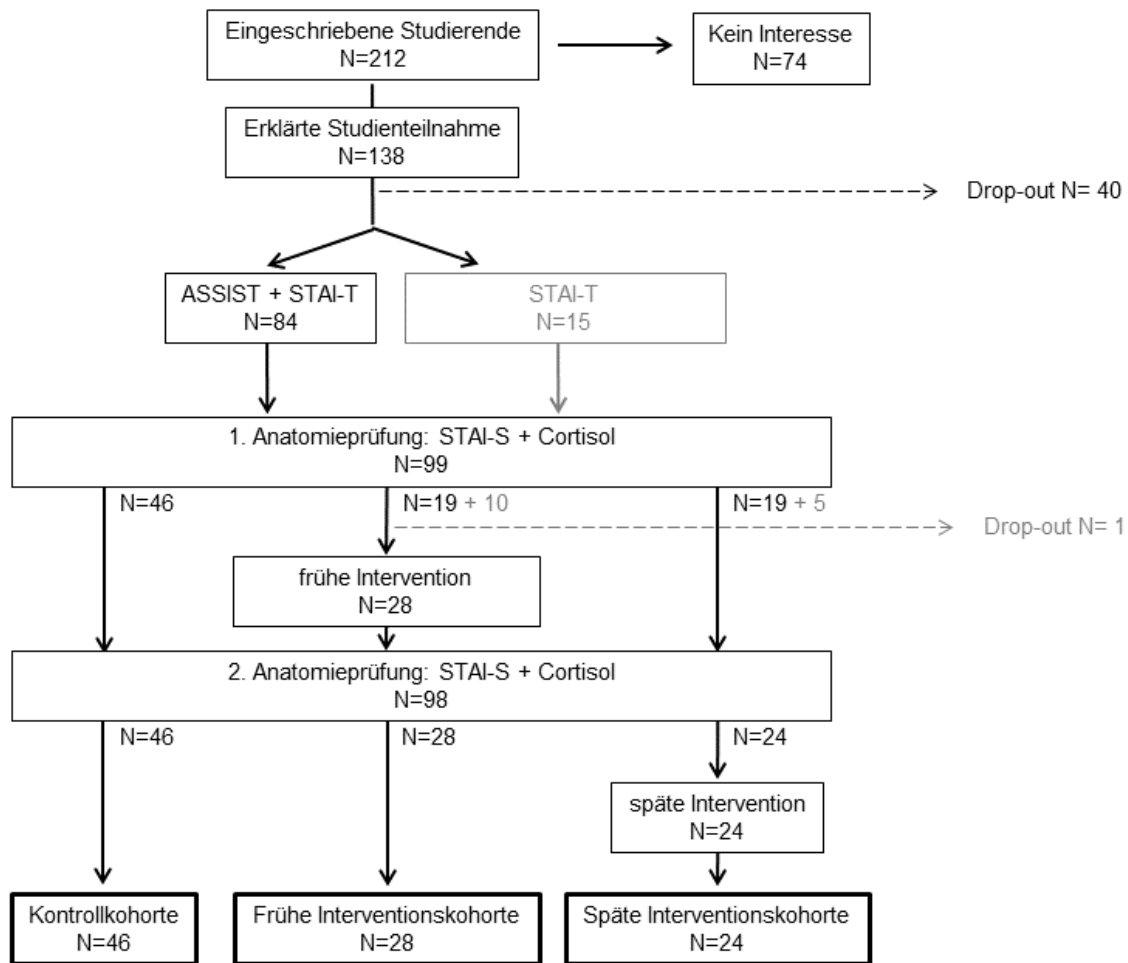 Eingeschriebene Studierende
N=212
Kein Interesse
N=74
Erklärte Studienteilnahme
N=138
Drop-out N= 40
ASSIST + STAI-T
N=84
STAI-T
N=15
1. Anatomieprüfung: STAI-S + Cortisol
N=99
N=46
N=19 + 10
N=19 + 5
Drop-out N= 1
frühe Intervention
N=28
2. Anatomieprüfung: STAI-S + Cortisol
N=98
N=46
N=28
N=24
späte Intervention
N=24
Kontrollkohorte
N=46
Frühe Interventionskohorte
N=28
Späte Interventionskohorte
N=24